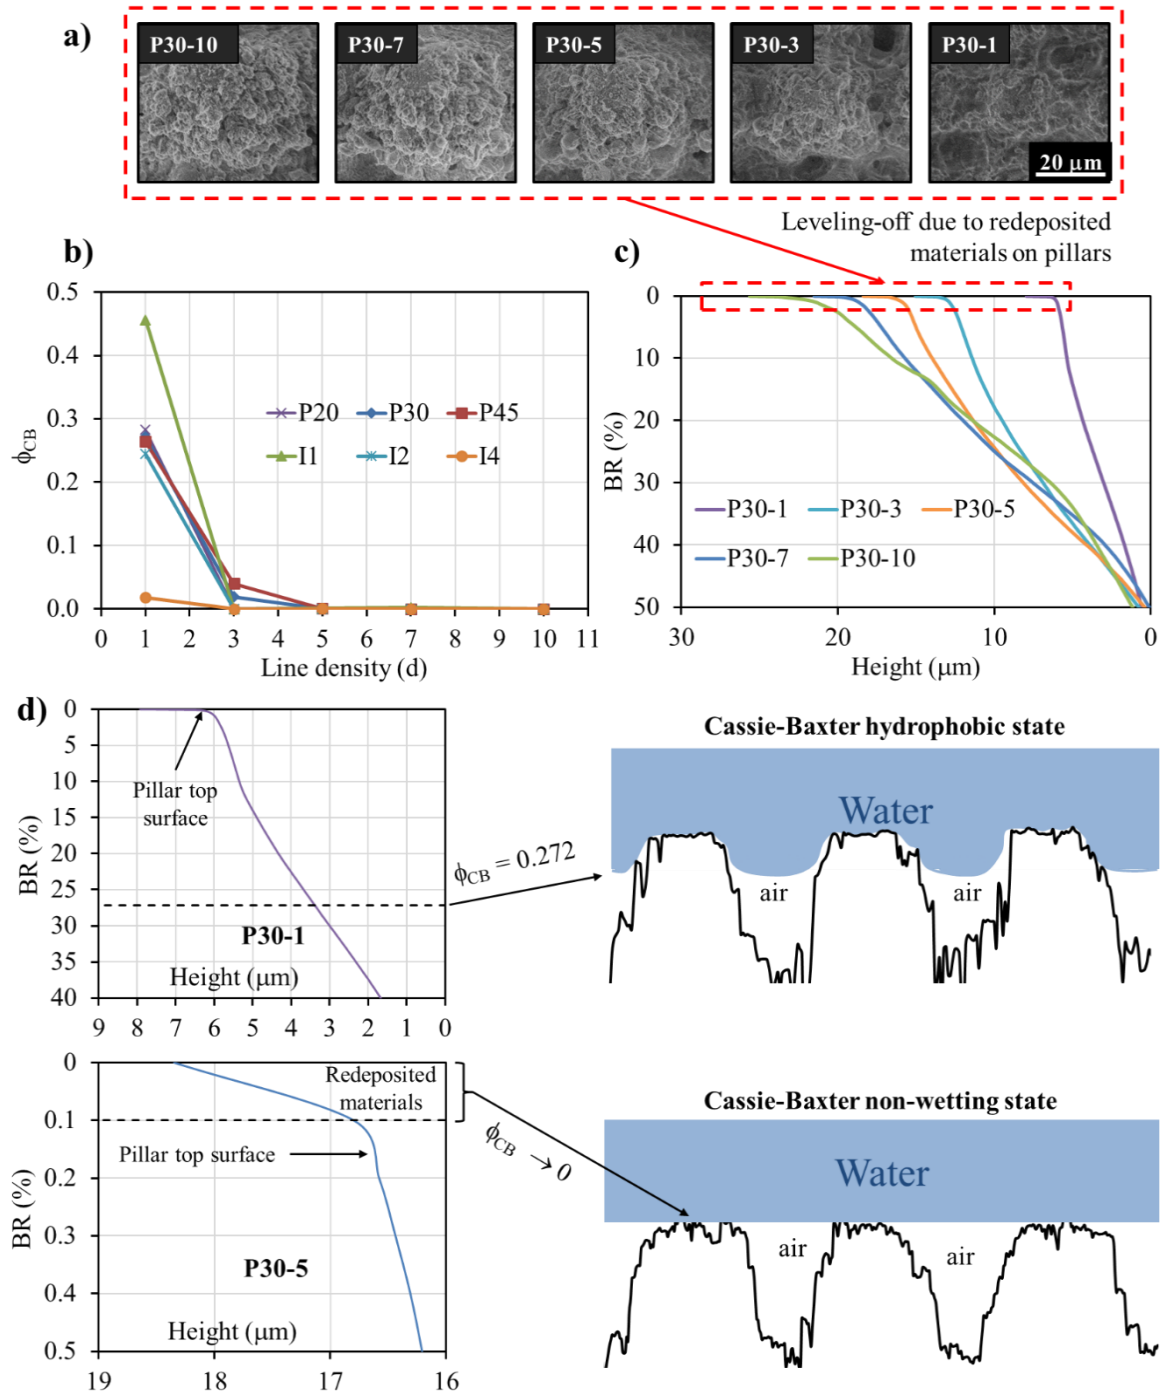 a)
P30-10
P30-7
P30-5
P30-3
P30-1
20 μm
Leveling-off due to redeposited
materials on pillars
b)
0.5
0.4
0.3
0.2
0.1
0.0
ϕCB
P20 P30 P45
I1 I2 I4
0 1 2 3 4 5 6 7 8 9 10 11
Line density (d)
c)
0
10
20
30
40
50
BR (%)
P30-1 P30-3 P30-5
P30-7 P30-10
30 20 10 0
Height (μm)
d)
0
5
10
15
20
25
30
35
40
BR (%)
Pillar top
surface
P30-1
Height (μm)
9 8 7 6 5 4 3 2 1 0
ϕCB = 0.272
Cassie-Baxter hydrophobic state
Water
air
air
0
0.1
0.2
0.3
0.4
0.5
BR (%)
Redeposited
materials
Pillar top surface
P30-5
Height (μm)
19 18 17 16
ϕCB → 0
Cassie-Baxter non-wetting state
Water
air
air